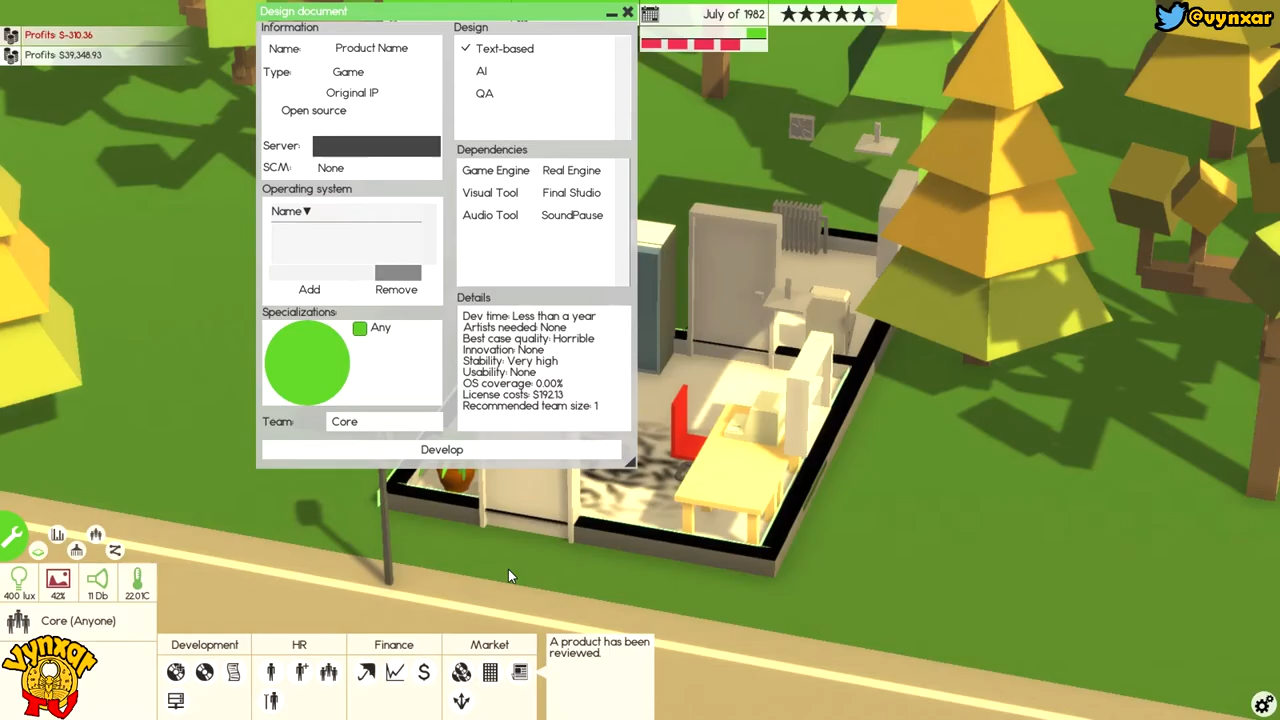 Profits: $-310.36
Profits: $39,348.93
Design document
Information
Name: Product Name
Type: Game
Original IP
Open source
Server:
SCM: None
Operating system
Name▼
Add Remove
Specializations:
Any
Team: Core
Develop
Design
✓ Text-based
AI
QA
Dependencies
Game Engine Real Engine
Visual Tool Final Studio
Audio Tool SoundPause
Details
Dev time: Less than a year
Artists needed: None
Best case quality: Horrible
Innovation: None
Stability: Very high
Usability: None
OS coverage: 0.00%
License costs: $192.13
Recommended team size: 1
July of 1982
@vynxar
400 lux 42% 11 Db 22.01C
Core (Anyone)
Vynxar
Development HR Finance Market
A product has been
reviewed.